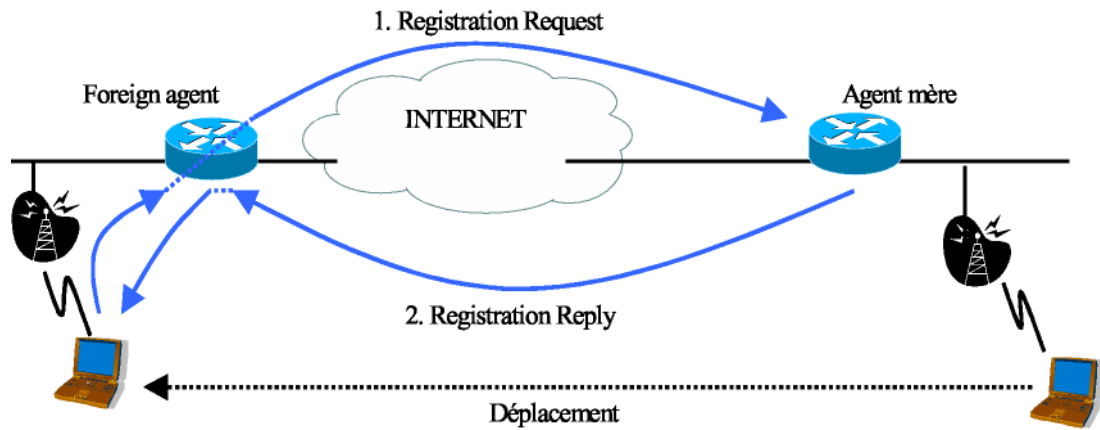 1. Registration Request
Foreign agent
INTERNET
Agent mère
2. Registration Reply
Déplacement